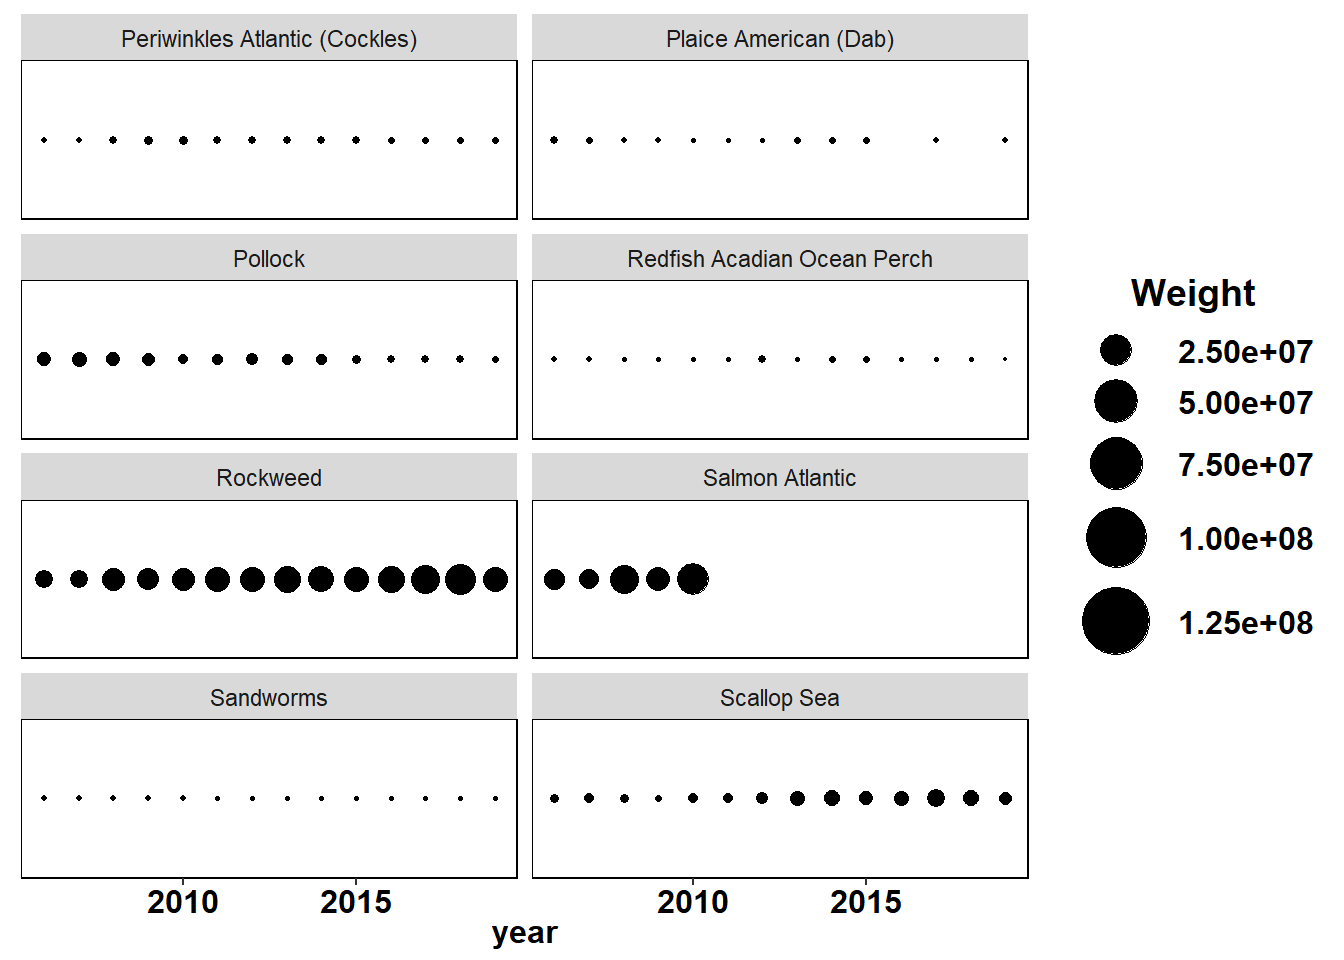 Periwinkles Atlantic (Cockles)
Plaice American (Dab)
Pollock
Redfish Acadian Ocean Perch
Rockweed
Salmon Atlantic
Sandworms
Scallop Sea
2010
2015
2010
2015
year
Weight
2.50e+07
5.00e+07
7.50e+07
1.00e+08
1.25e+08